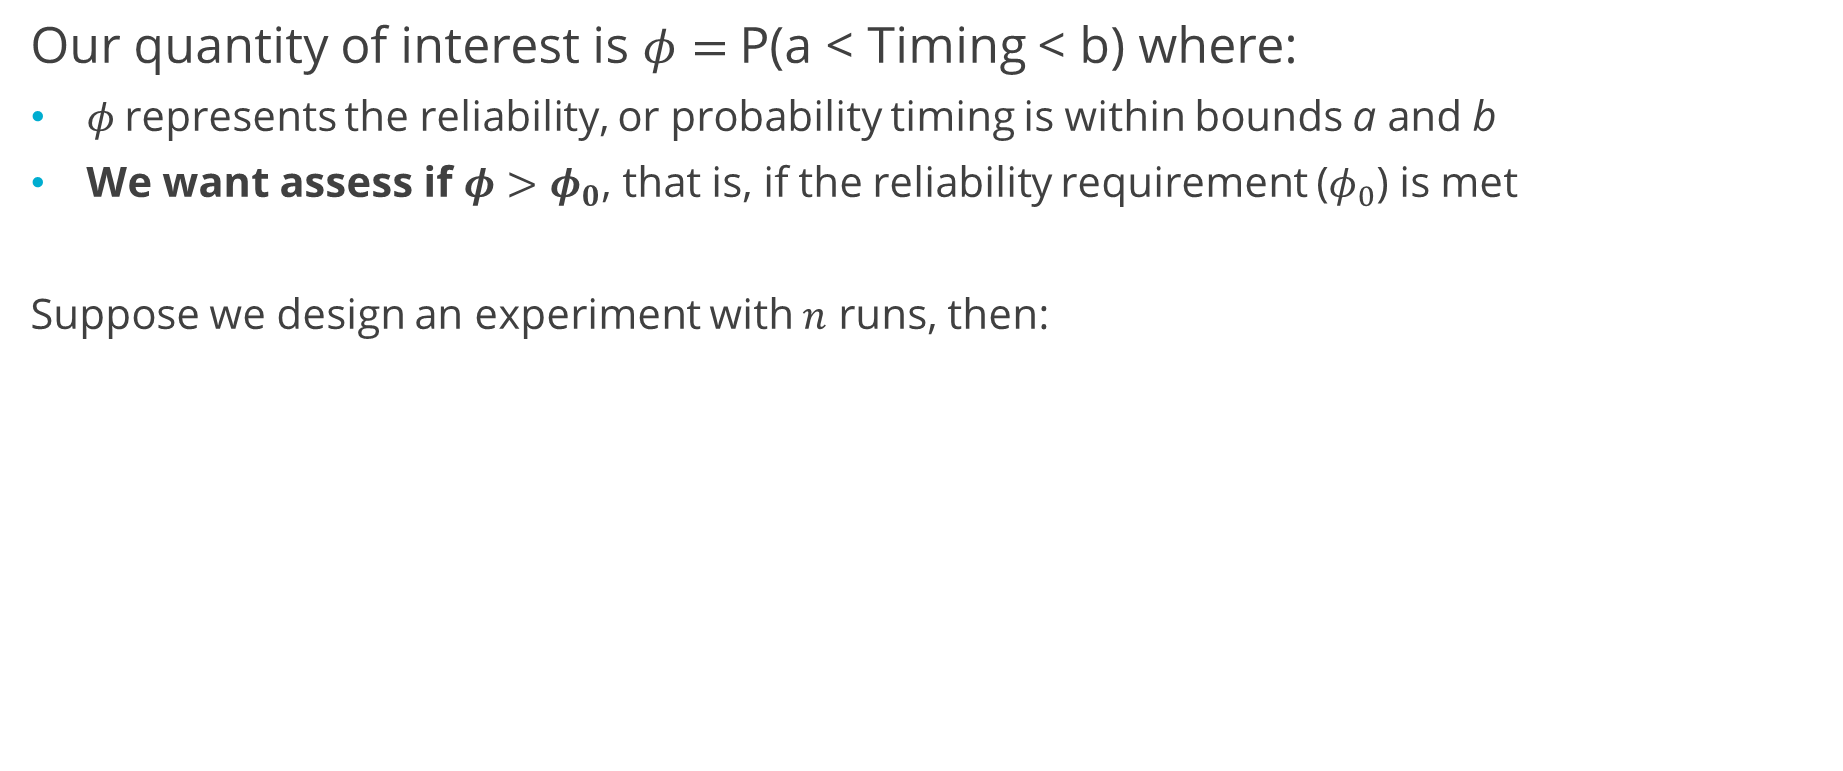 Our quantity of interest is 𝜙 = P(a < Timing < b) where:
• 𝜙 represents the reliability, or probability timing is within bounds a and b
• We want assess if 𝝓 > 𝝓₀, that is, if the reliability requirement (𝜙₀) is met
Suppose we design an experiment with 𝑛 runs, then: